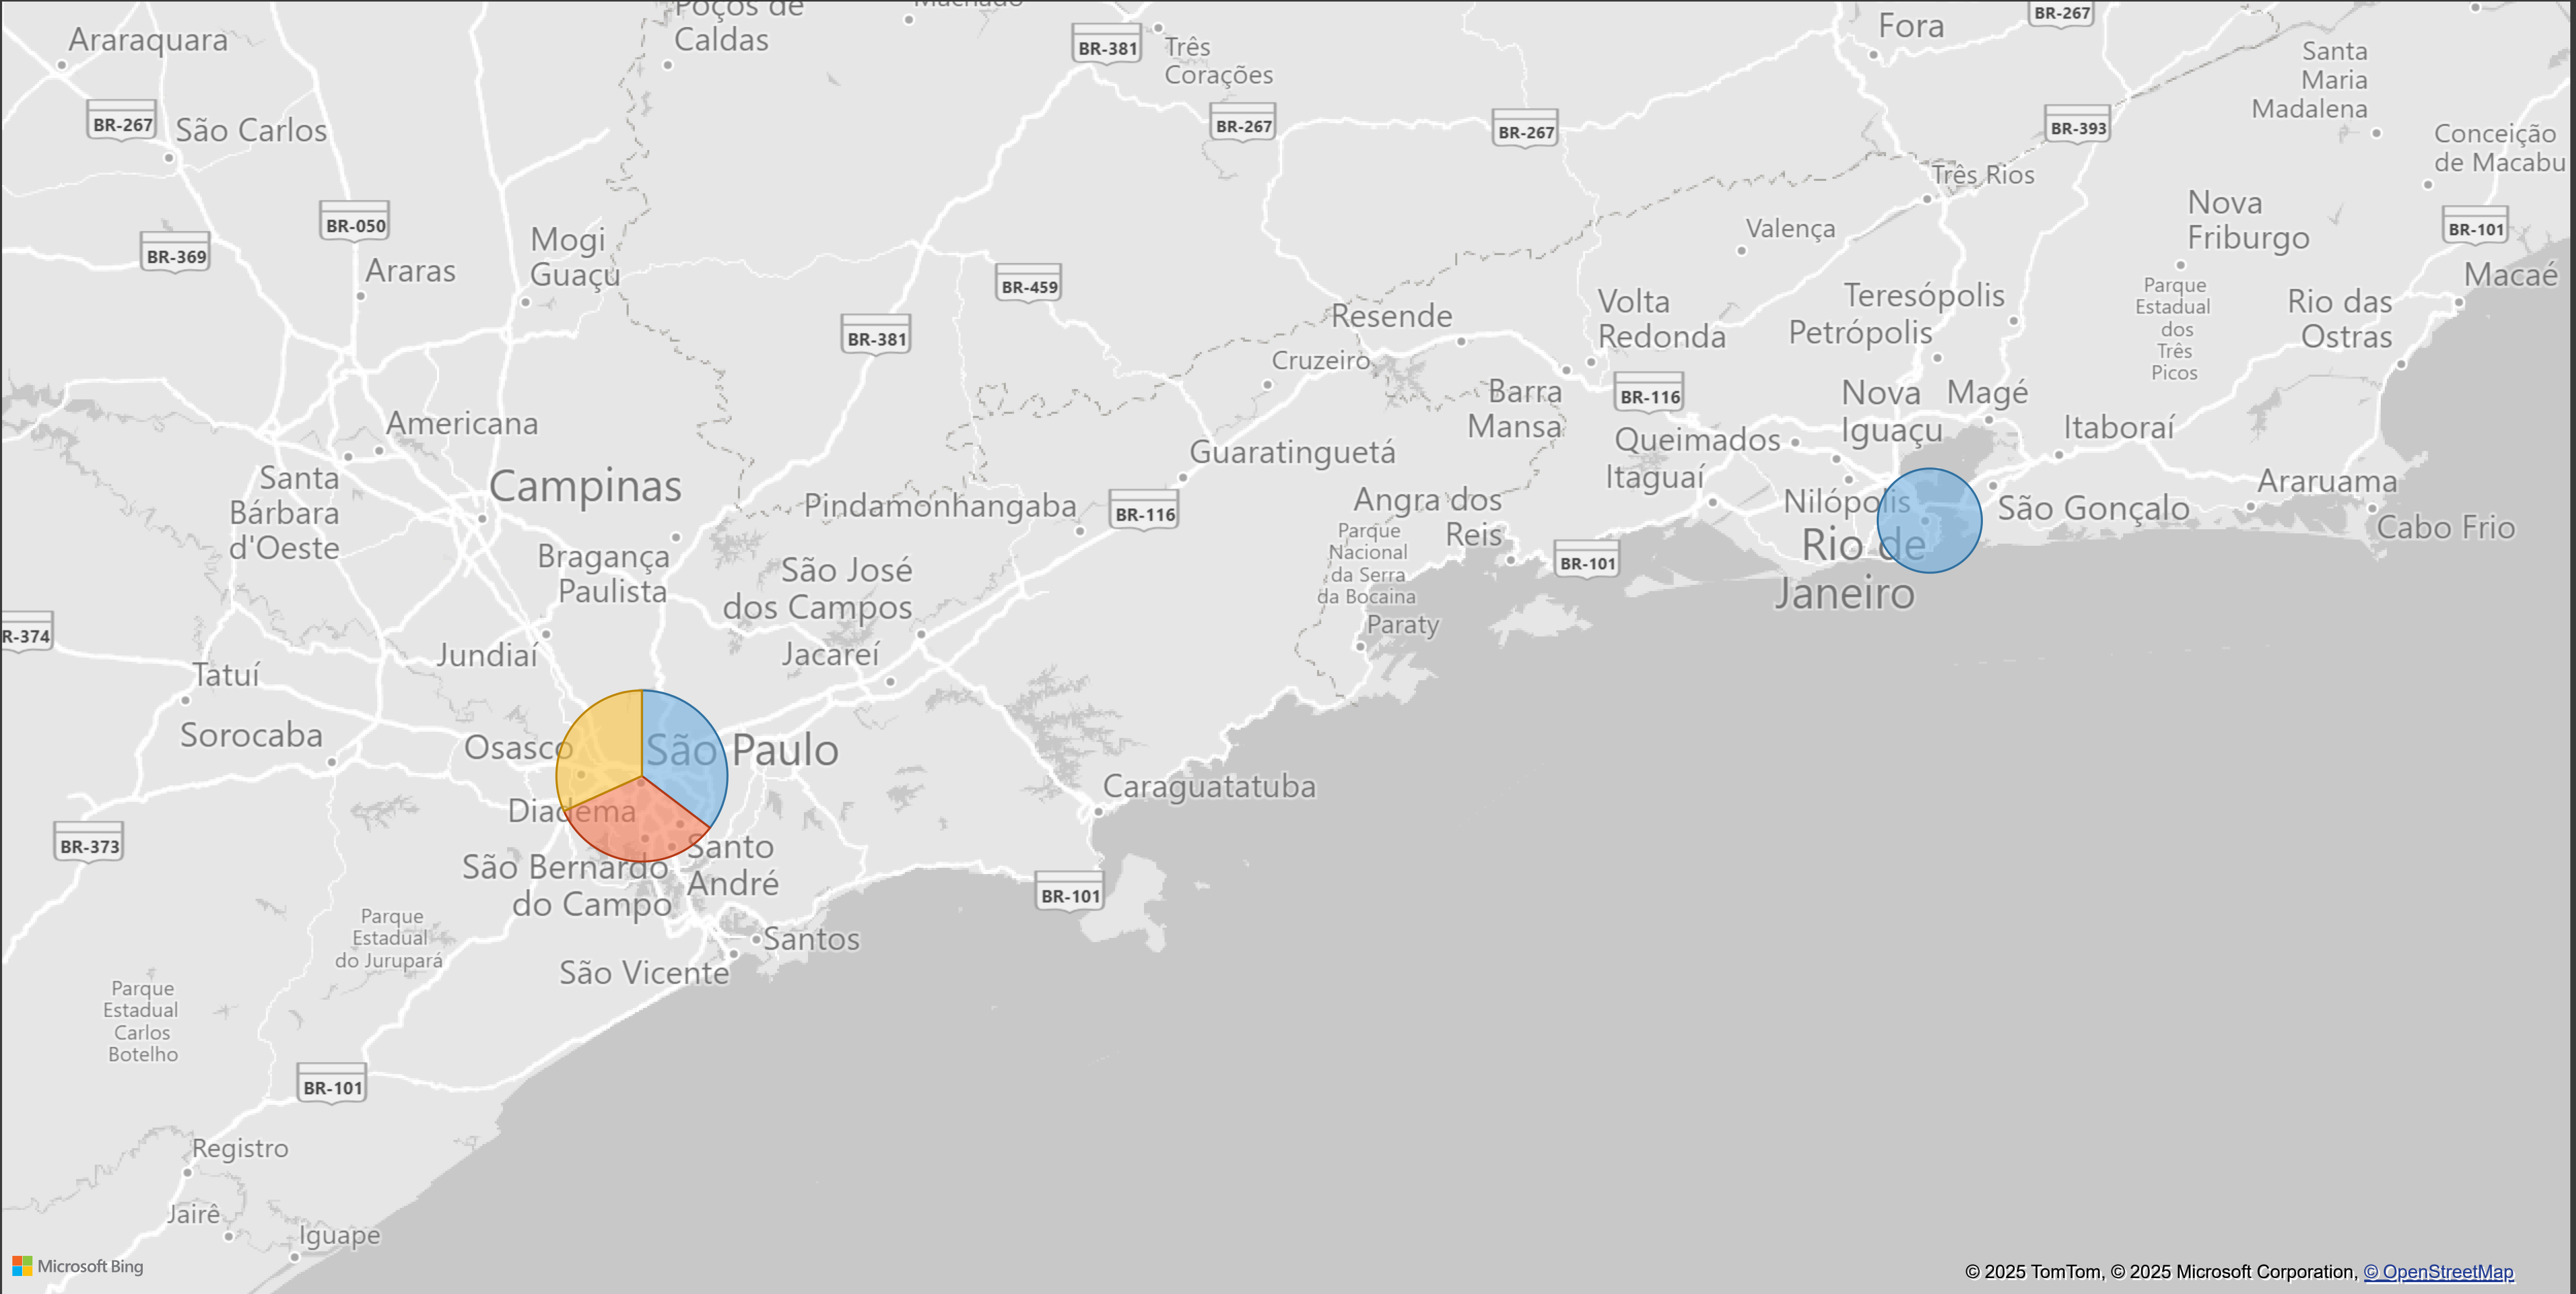 Poços de
Caldas
Machado
Araraquara
BR-381
Três
Corações
Fora
BR-267
Santa
Maria
Madalena
BR-267
São Carlos
BR-267
BR-267
BR-393
Conceição
de Macabu
Três Rios
BR-050
Nova
Friburgo
BR-101
Valença
BR-369
Araras
Mogi
Guaçu
BR-459
Macaé
Volta
Redonda
Teresópolis
Parque
Estadual
dos
Três
Picos
Rio das
Ostras
BR-381
Resende
Petrópolis
Cruzeiro
Barra
Mansa
BR-116
Nova
Iguaçu
Magé
Americana
Itaboraí
Queimados
Guaratinguetá
Santa
Bárbara
d'Oeste
Campinas
Itaguaí
Araruama
Pindamonhangaba
BR-116
Angra dos
Reis
Nilópolis
São Gonçalo
Cabo Frio
Parque
Nacional
da Serra
da Bocaina
Rio de
Janeiro
Bragança
Paulista
São José
dos Campos
BR-101
R-374
Paraty
Jundiaí
Jacareí
Tatuí
Sorocaba
Osasco
São Paulo
Caraguatatuba
Diadema
BR-373
Santo
André
São Bernardo
do Campo
BR-101
Parque
Estadual
do Jurupará
Santos
São Vicente
Parque
Estadual
Carlos
Botelho
BR-101
Registro
Jairê
Iguape
Microsoft Bing
© 2025 TomTom, © 2025 Microsoft Corporation, © OpenStreetMap